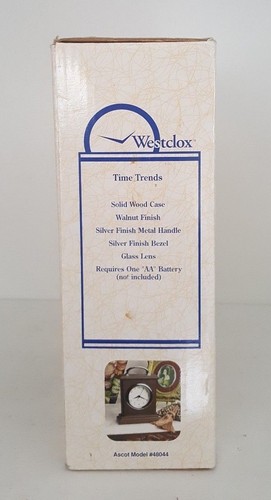 Westclox
Time Trends
Solid Wood Case
Walnut Finish
Silver Finish Metal Handle
Silver Finish Bezel
Glass Lens
Requires One "AA" Battery
(not included)
Ascot Model #48044